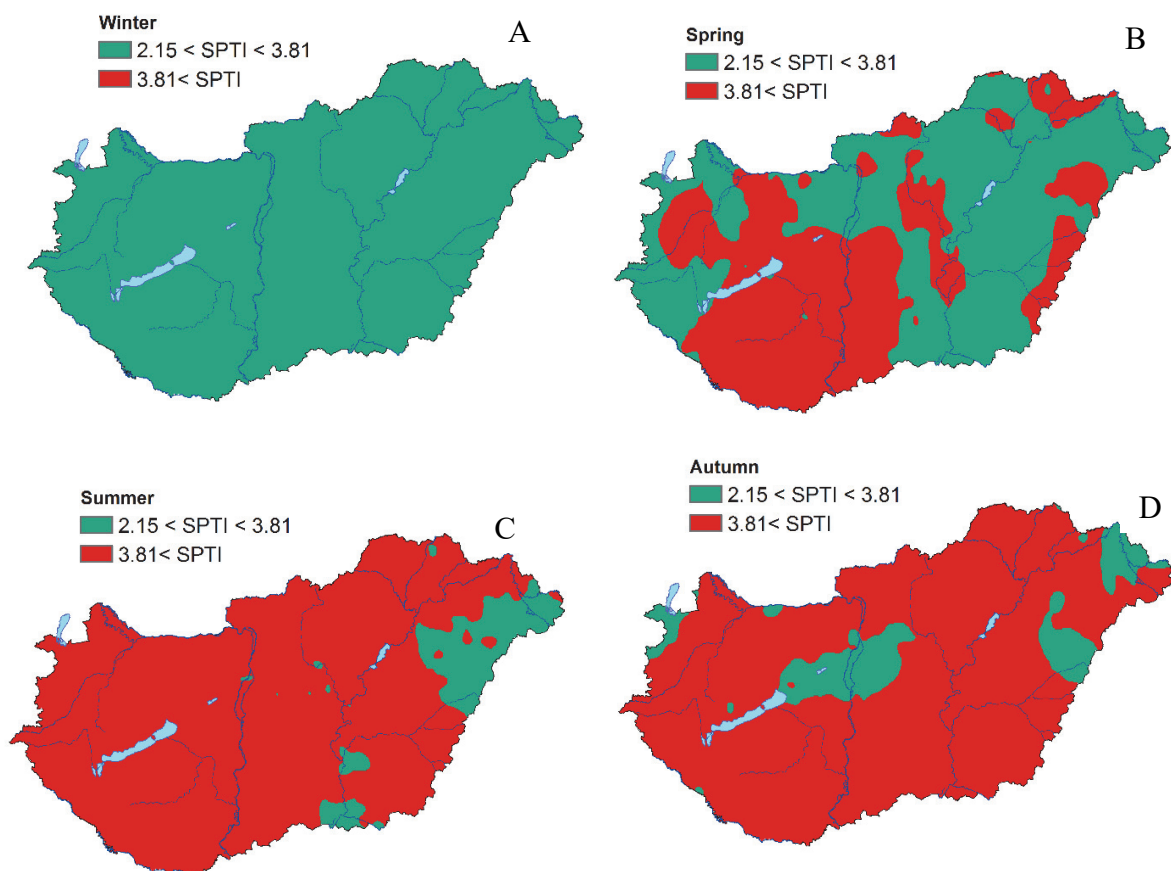 Winter
2.15 < SPTI < 3.81
3.81< SPTI
A
Spring
2.15 < SPTI < 3.81
3.81< SPTI
B
Summer
2.15 < SPTI < 3.81
3.81< SPTI
C
Autumn
2.15 < SPTI < 3.81
3.81< SPTI
D